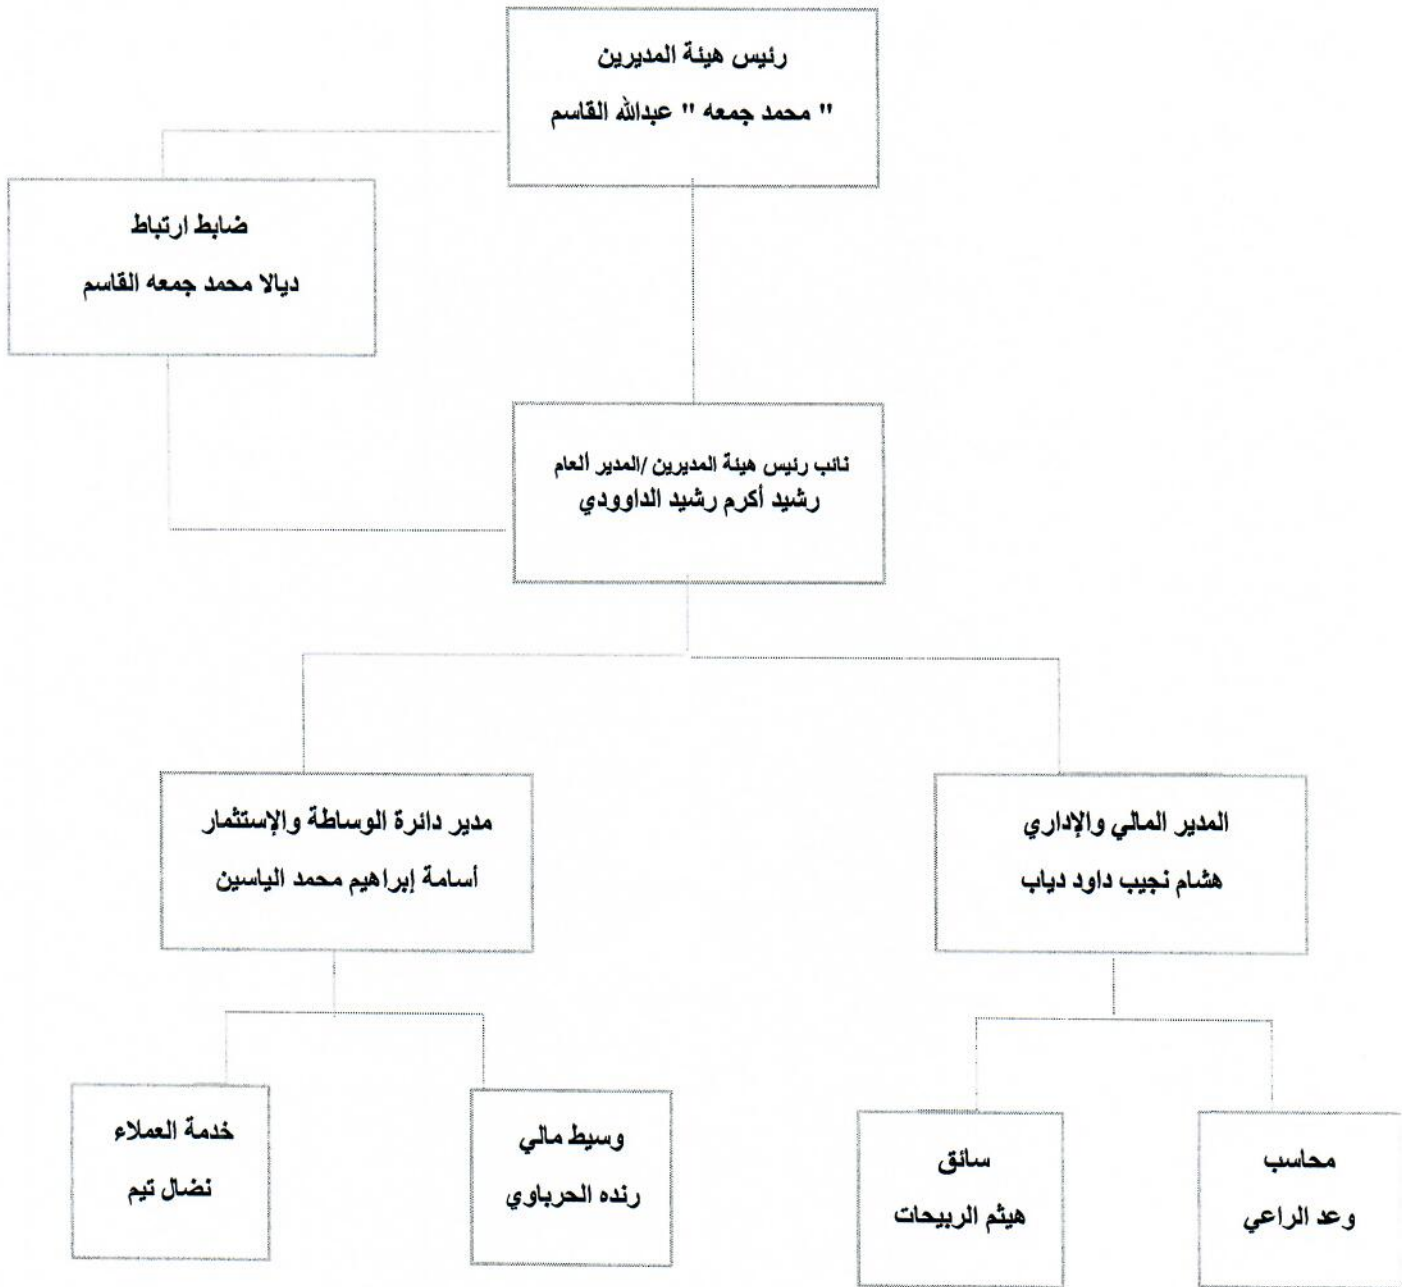 رئيس هيئة المديرين
" محمد جمعه " عبدالله القاسم
ضابط ارتباط
ديالا محمد جمعه القاسم
نائب رئيس هيئة المديرين /المدير العام
رشيد أكرم رشيد الداوودي
المدير المالي والإداري
هشام نجيب داود دياب
مدير دائرة الوساطة والإستثمار
أسامة إبراهيم محمد الياسين
محاسب
وعد الراعي
سائق
هيثم الربيحات
وسيط مالي
رنده الحرباوي
خدمة العملاء
نضال تيم